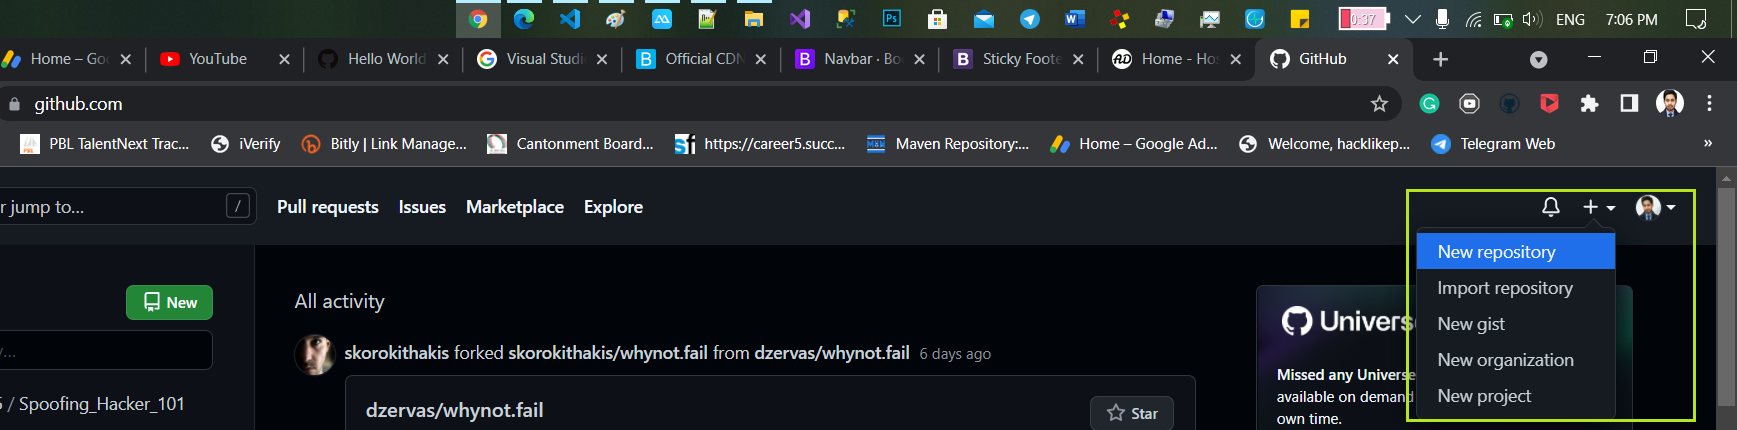 Ps
W
0:37
ENG
7:06 PM
Home – Goo
YouTube
Hello World
Visual Studi
Official CDN
Navbar · Bo
Sticky Foote
Home - Hos
GitHub
github.com
PBL TalentNext Trac...
iVerify
Bitly | Link Manage...
Cantonment Board...
https://career5.succ...
Maven Repository:...
Home – Google Ad...
Welcome, hacklikep...
Telegram Web
»
r jump to...
/
Pull requests
Issues
Marketplace
Explore
New repository
Import repository
New gist
New organization
New project
New
/ Spoofing_Hacker_101
All activity
skorokithakis forked skorokithakis/whynot.fail from dzervas/whynot.fail 6 days ago
dzervas/whynot.fail
Star
Universe
Missed any Universe
available on demand
own time.